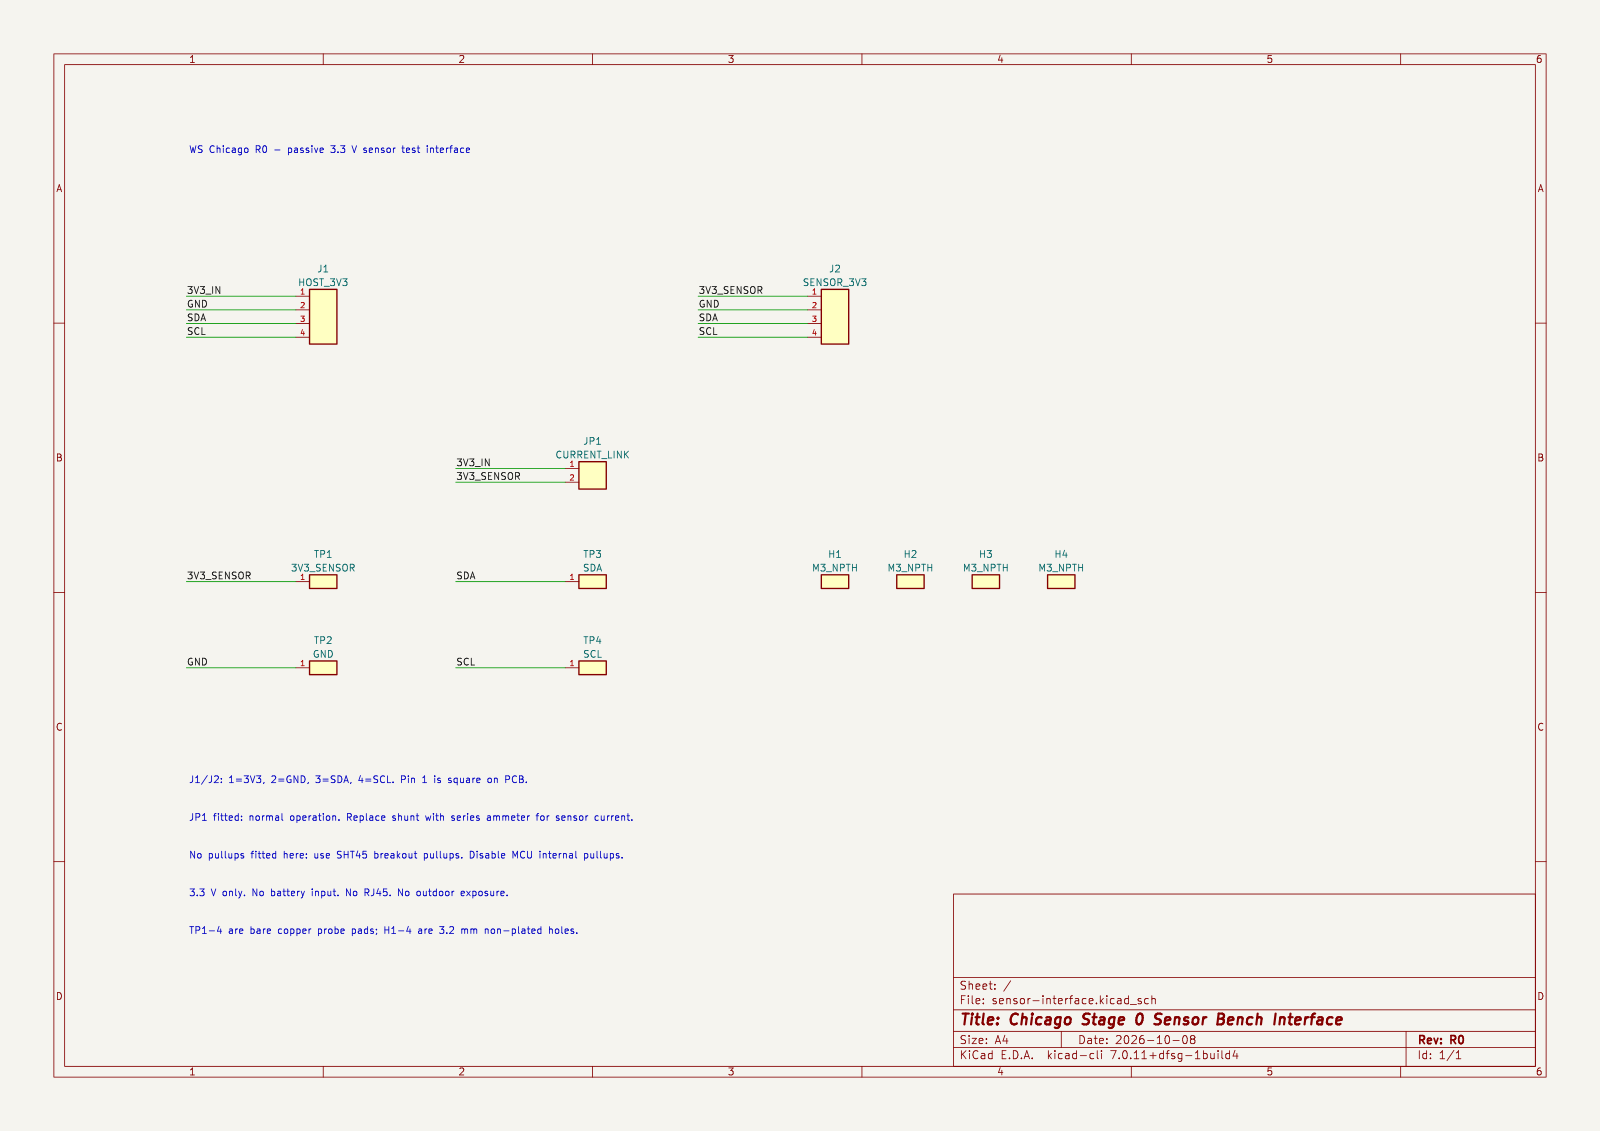 1 2 3 4 5 6
WS Chicago R0 – passive 3.3 V sensor test interface
A A
J1 J2
HOST_3V3 SENSOR_3V3
3V3_IN 1 3V3_SENSOR 1
GND 2 GND 2
SDA 3 SDA 3
SCL 4 SCL 4
JP1
B CURRENT_LINK B
3V3_IN 1
3V3_SENSOR 2
TP1 TP3 H1 H2 H3 H4
3V3_SENSOR SDA M3_NPTH M3_NPTH M3_NPTH M3_NPTH
3V3_SENSOR 1 SDA 1
TP2 TP4
GND SCL
GND 1 SCL 1
C C
J1/J2: 1=3V3, 2=GND, 3=SDA, 4=SCL. Pin 1 is square on PCB.
JP1 fitted: normal operation. Replace shunt with series ammeter for sensor current.
No pullups fitted here: use SHT45 breakout pullups. Disable MCU internal pullups.
3.3 V only. No battery input. No RJ45. No outdoor exposure.
TP1–4 are bare copper probe pads; H1–4 are 3.2 mm non-plated holes.
Sheet: /
D File: sensor-interface.kicad_sch D
Title: Chicago Stage 0 Sensor Bench Interface
Size: A4 Date: 2026-10-08 Rev: R0
KiCad E.D.A. kicad-cli 7.0.11+dfsg-1build4 Id: 1/1
1 2 3 4 5 6